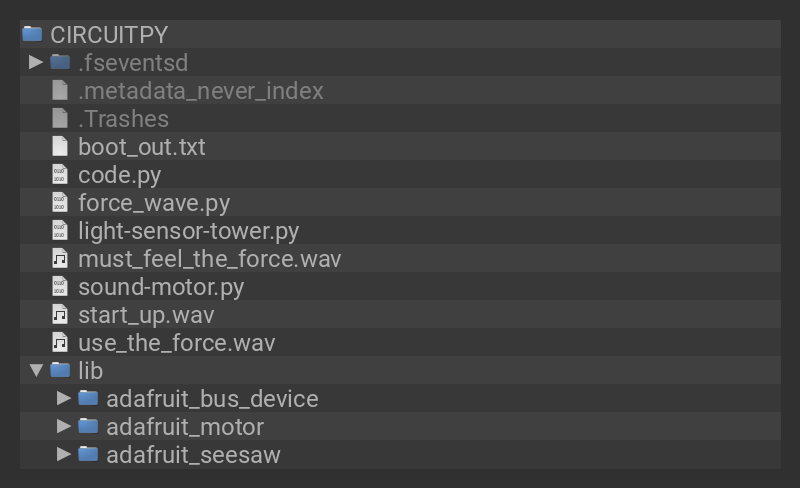 CIRCUITPY
.fseventsd
.metadata_never_index
.Trashes
boot_out.txt
code.py
force_wave.py
light-sensor-tower.py
must_feel_the_force.wav
sound-motor.py
start_up.wav
use_the_force.wav
lib
adafruit_bus_device
adafruit_motor
adafruit_seesaw